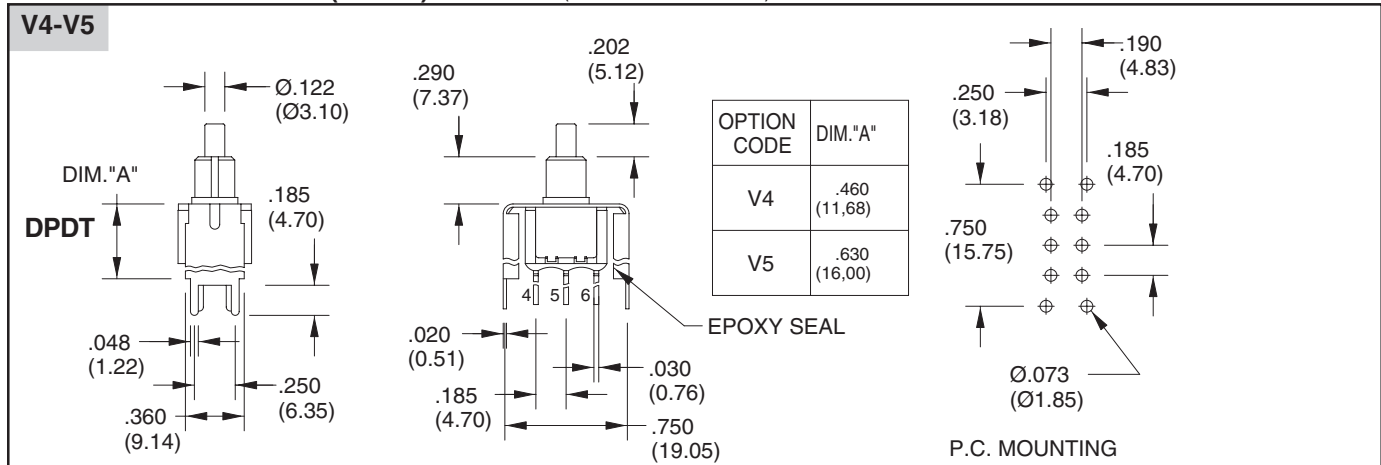 V4-V5
Ø.122
(Ø3.10)
DIM."A"
DPDT
.185
(4.70)
.048
(1.22)
.250
(6.35)
.360
(9.14)
.290
(7.37)
.202
(5.12)
4 5 6
EPOXY SEAL
.020
(0.51)
.030
(0.76)
.185
(4.70)
.750
(19.05)
OPTION CODE DIM."A"
V4 .460 (11,68)
V5 .630 (16,00)
.190
(4.83)
.250
(3.18)
.185
(4.70)
.750
(15.75)
Ø.073
(Ø1.85)
P.C. MOUNTING